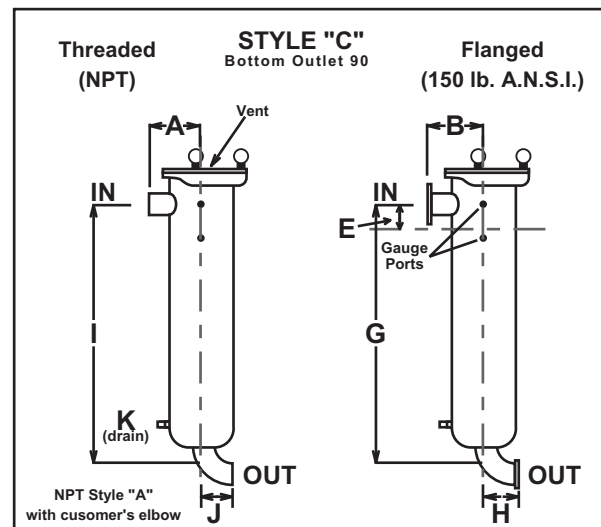 STYLE "C"
Bottom Outlet 90
Threaded
(NPT)
Flanged
(150 lb. A.N.S.I.)
A
Vent
B
IN
IN
E
Gauge
Ports
I
G
K
(drain)
OUT
OUT
NPT Style "A"
with cusomer's elbow
J
H